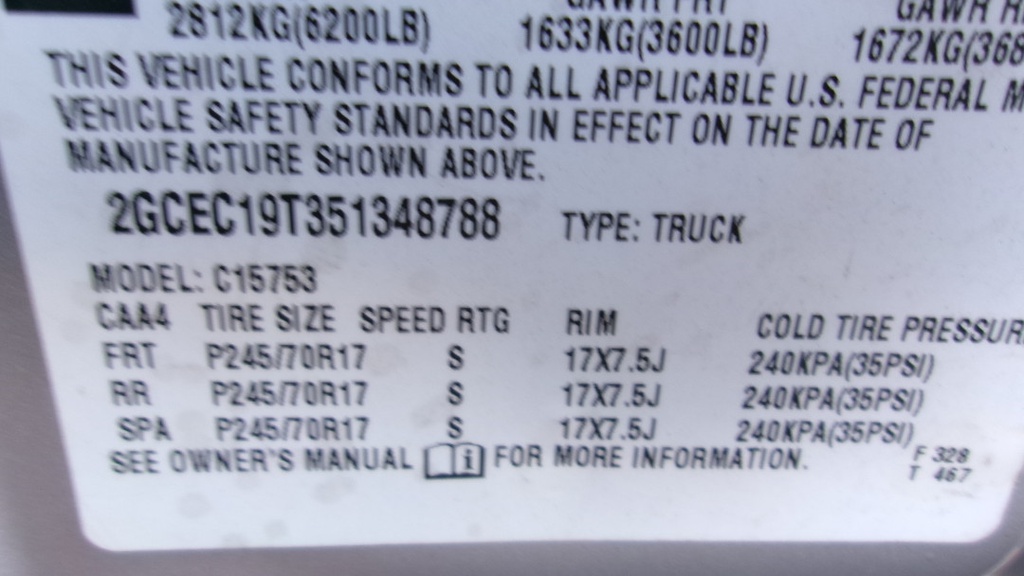 GAWR FRT GAWR R
2812KG(6200LB) 1633KG(3600LB) 1672KG(368
THIS VEHICLE CONFORMS TO ALL APPLICABLE U.S. FEDERAL M
VEHICLE SAFETY STANDARDS IN EFFECT ON THE DATE OF
MANUFACTURE SHOWN ABOVE.
2GCEC19T351348788 TYPE: TRUCK
MODEL: C15753
CAA4 TIRE SIZE SPEED RTG RIM COLD TIRE PRESSUR
FRT P245/70R17 S 17X7.5J 240KPA(35PSI)
RR P245/70R17 S 17X7.5J 240KPA(35PSI)
SPA P245/70R17 S 17X7.5J 240KPA(35PSI)
SEE OWNER'S MANUAL i FOR MORE INFORMATION. F 328
T 467